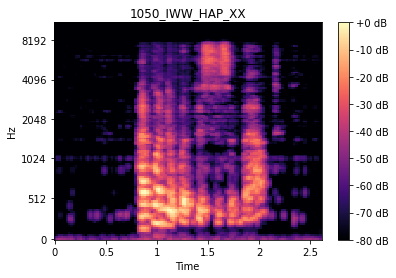 1050_IWW_HAP_XX
+0 dB
8192
-10 dB
4096
-20 dB
-30 dB
2048
Hz
-40 dB
1024
-50 dB
512
-60 dB
-70 dB
0
-80 dB
0 0.5 1 1.5 2 2.5
Time